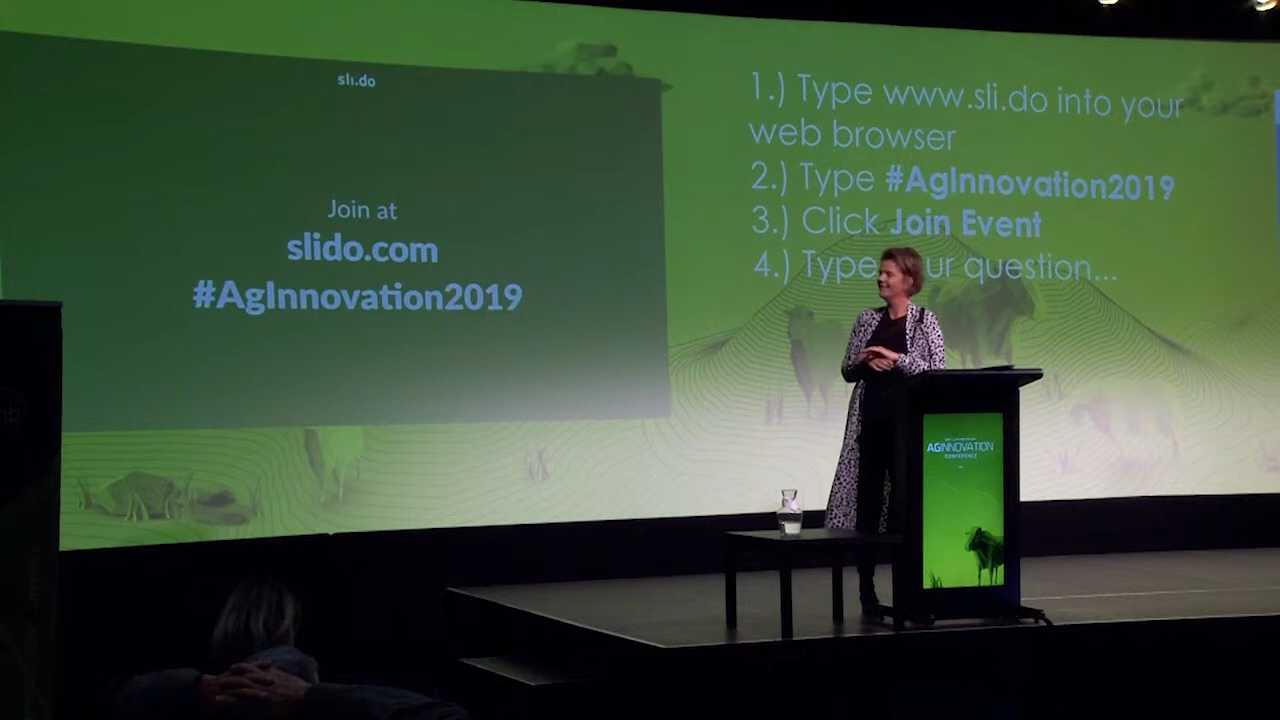 sli.do
Join at
slido.com
#AgInnovation2019
1.) Type www.sli.do into your
web browser
2.) Type #AgInnovation2019
3.) Click Join Event
4.) Type ur question...
AGINNOVATION
CONFERENCE